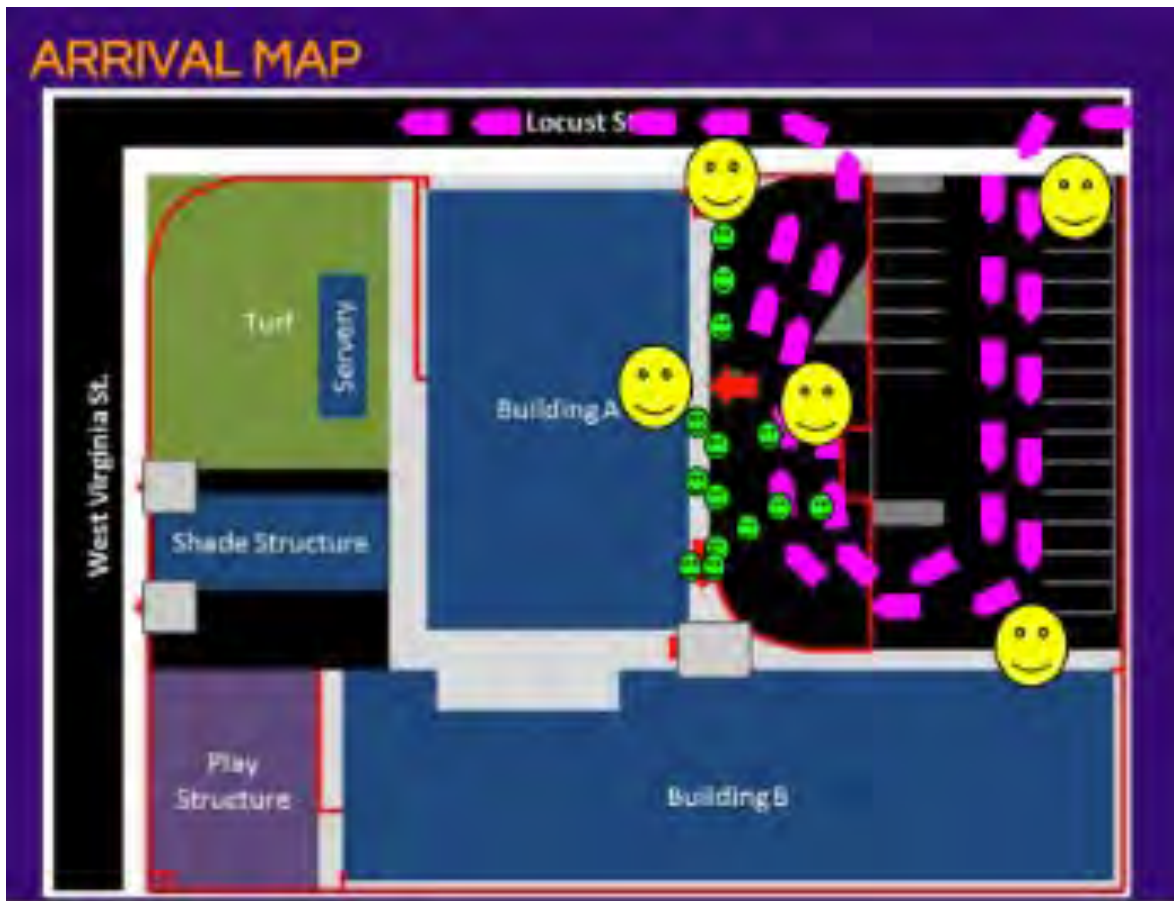 ARRIVAL MAP
Locust St
Turf
Servery
Building A
West Virginia St.
Shade Structure
Play
Structure
Building B